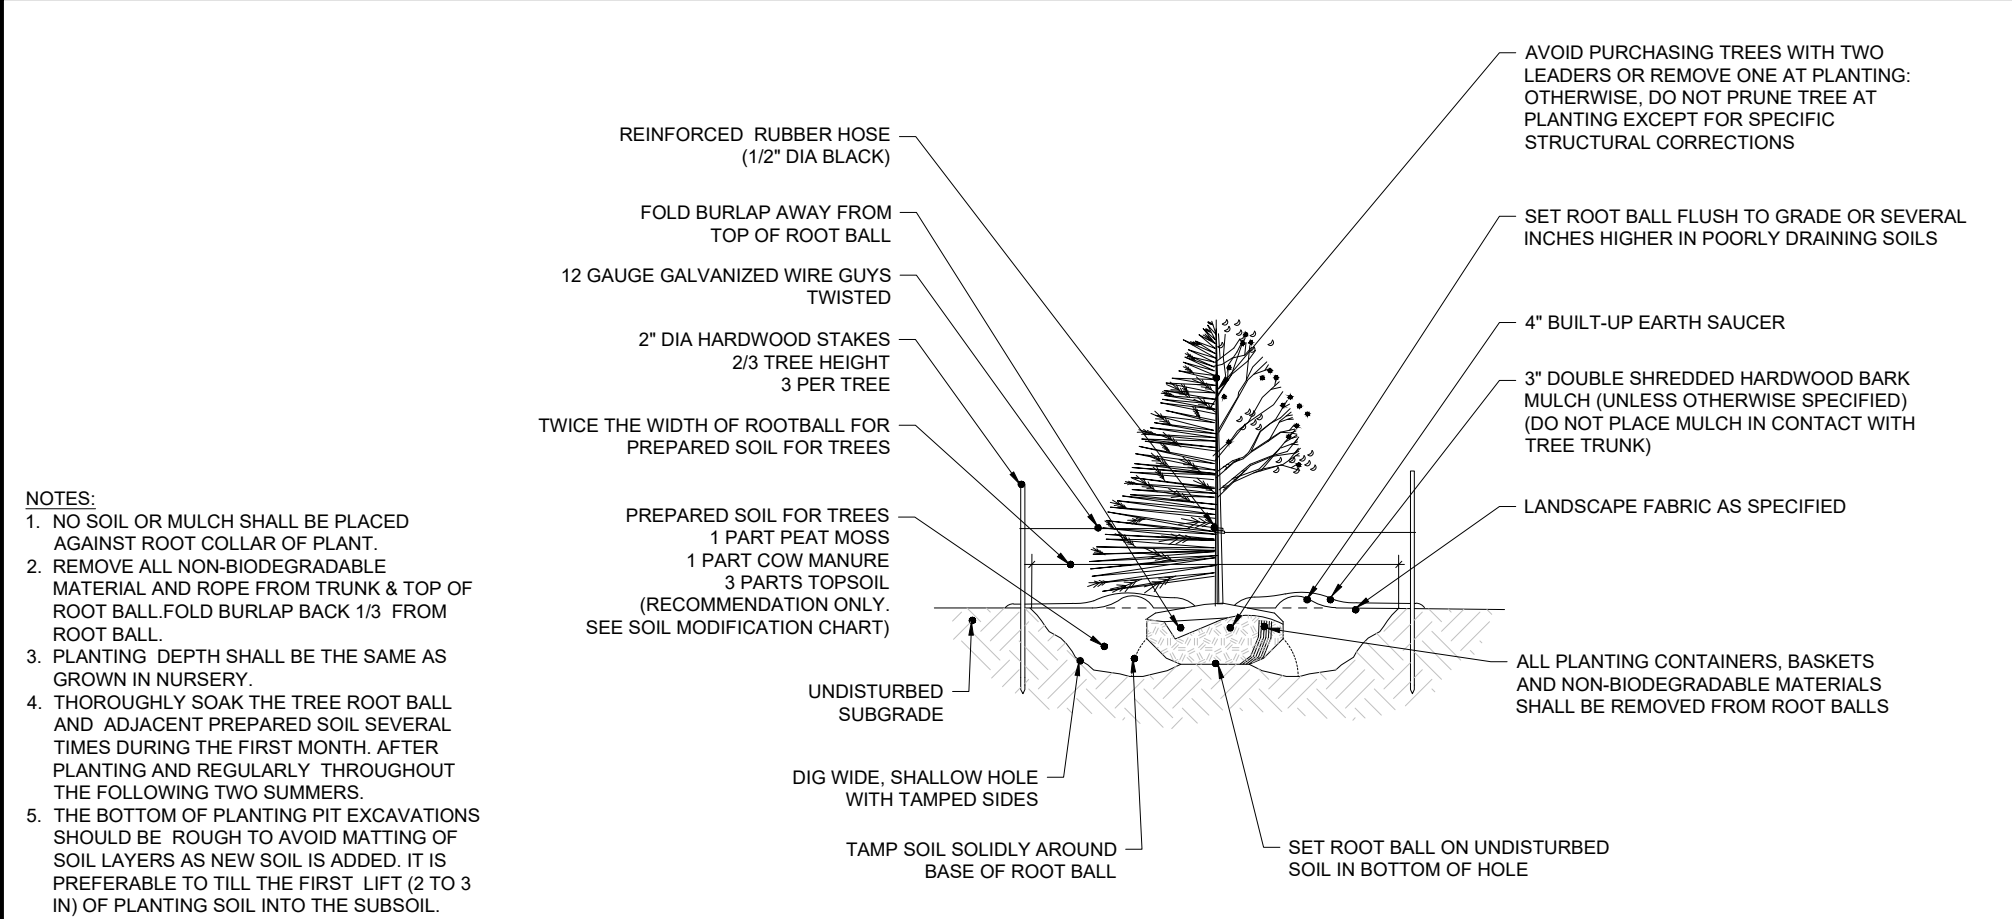 REINFORCED  RUBBER HOSE
(1/2" DIA BLACK)
FOLD BURLAP AWAY FROM
TOP OF ROOT BALL
12 GAUGE GALVANIZED WIRE GUYS
TWISTED
2" DIA HARDWOOD STAKES
2/3 TREE HEIGHT
3 PER TREE
TWICE THE WIDTH OF ROOTBALL FOR
PREPARED SOIL FOR TREES
PREPARED SOIL FOR TREES
1 PART PEAT MOSS
1 PART COW MANURE
3 PARTS TOPSOIL
(RECOMMENDATION ONLY.
SEE SOIL MODIFICATION CHART)
UNDISTURBED
SUBGRADE
DIG WIDE, SHALLOW HOLE
WITH TAMPED SIDES
TAMP SOIL SOLIDLY AROUND
BASE OF ROOT BALL
AVOID PURCHASING TREES WITH TWO
LEADERS OR REMOVE ONE AT PLANTING:
OTHERWISE, DO NOT PRUNE TREE AT
PLANTING EXCEPT FOR SPECIFIC
STRUCTURAL CORRECTIONS
SET ROOT BALL FLUSH TO GRADE OR SEVERAL
INCHES HIGHER IN POORLY DRAINING SOILS
4" BUILT-UP EARTH SAUCER
3" DOUBLE SHREDDED HARDWOOD BARK
MULCH (UNLESS OTHERWISE SPECIFIED)
(DO NOT PLACE MULCH IN CONTACT WITH
TREE TRUNK)
LANDSCAPE FABRIC AS SPECIFIED
ALL PLANTING CONTAINERS, BASKETS
AND NON-BIODEGRADABLE MATERIALS
SHALL BE REMOVED FROM ROOT BALLS
SET ROOT BALL ON UNDISTURBED
SOIL IN BOTTOM OF HOLE
NOTES:
1. NO SOIL OR MULCH SHALL BE PLACED
AGAINST ROOT COLLAR OF PLANT.
2. REMOVE ALL NON-BIODEGRADABLE
MATERIAL AND ROPE FROM TRUNK & TOP OF
ROOT BALL.FOLD BURLAP BACK 1/3  FROM
ROOT BALL.
3. PLANTING  DEPTH SHALL BE THE SAME AS
GROWN IN NURSERY.
4. THOROUGHLY SOAK THE TREE ROOT BALL
AND  ADJACENT PREPARED SOIL SEVERAL
TIMES DURING THE FIRST MONTH. AFTER
PLANTING AND REGULARLY  THROUGHOUT
THE FOLLOWING TWO SUMMERS.
5. THE BOTTOM OF PLANTING PIT EXCAVATIONS
SHOULD BE  ROUGH TO AVOID MATTING OF
SOIL LAYERS AS NEW SOIL IS ADDED. IT IS
PREFERABLE TO TILL THE FIRST  LIFT (2 TO 3
IN) OF PLANTING SOIL INTO THE SUBSOIL.